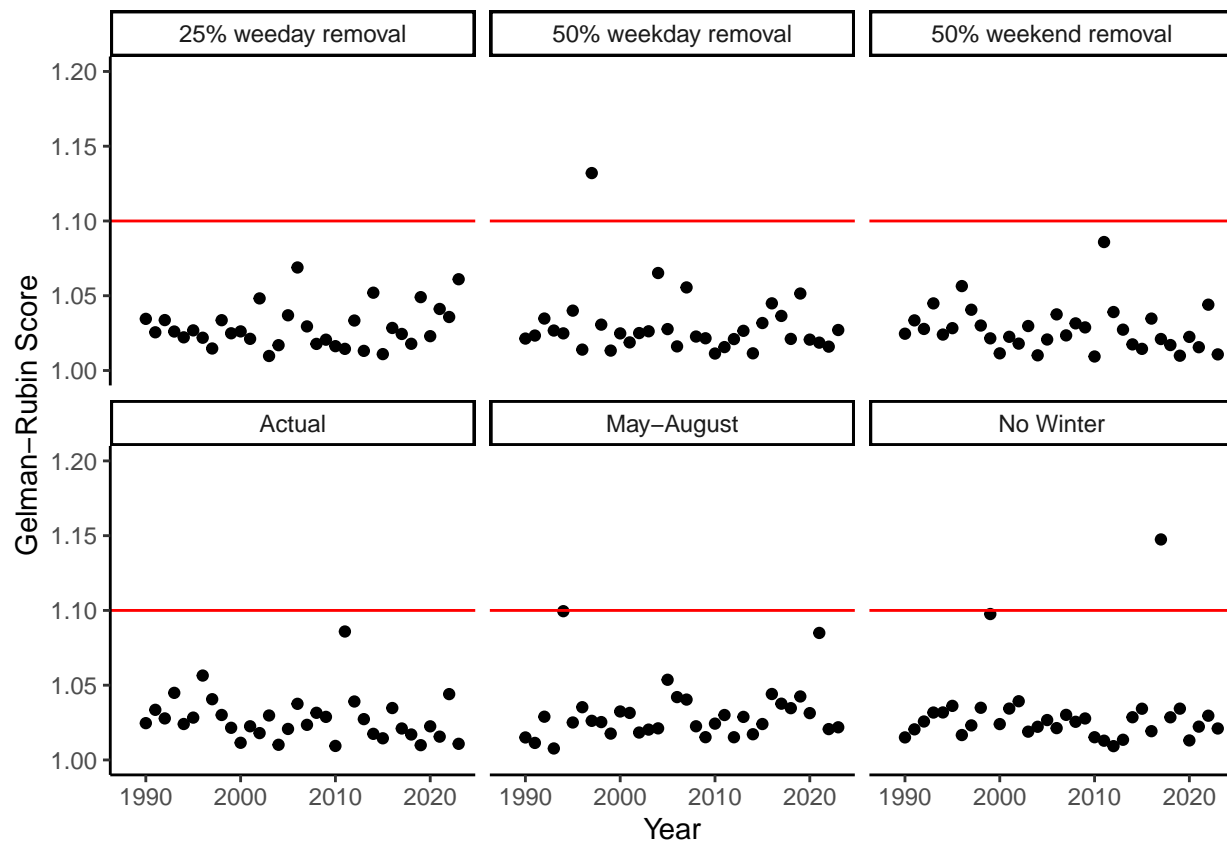 25% weeday removal
50% weekday removal
50% weekend removal
1.20
1.15
1.10
1.05
1.00
Actual
May−August
No Winter
1.20
1.15
1.10
1.05
1.00
1990 2000 2010 2020
1990 2000 2010 2020
1990 2000 2010 2020
Year
Gelman−Rubin Score